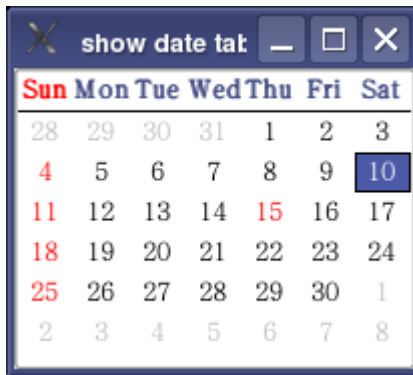 show date tab
Sun Mon Tue Wed Thu Fri Sat
28 29 30 31 1 2 3
4 5 6 7 8 9 10
11 12 13 14 15 16 17
18 19 20 21 22 23 24
25 26 27 28 29 30 1
2 3 4 5 6 7 8